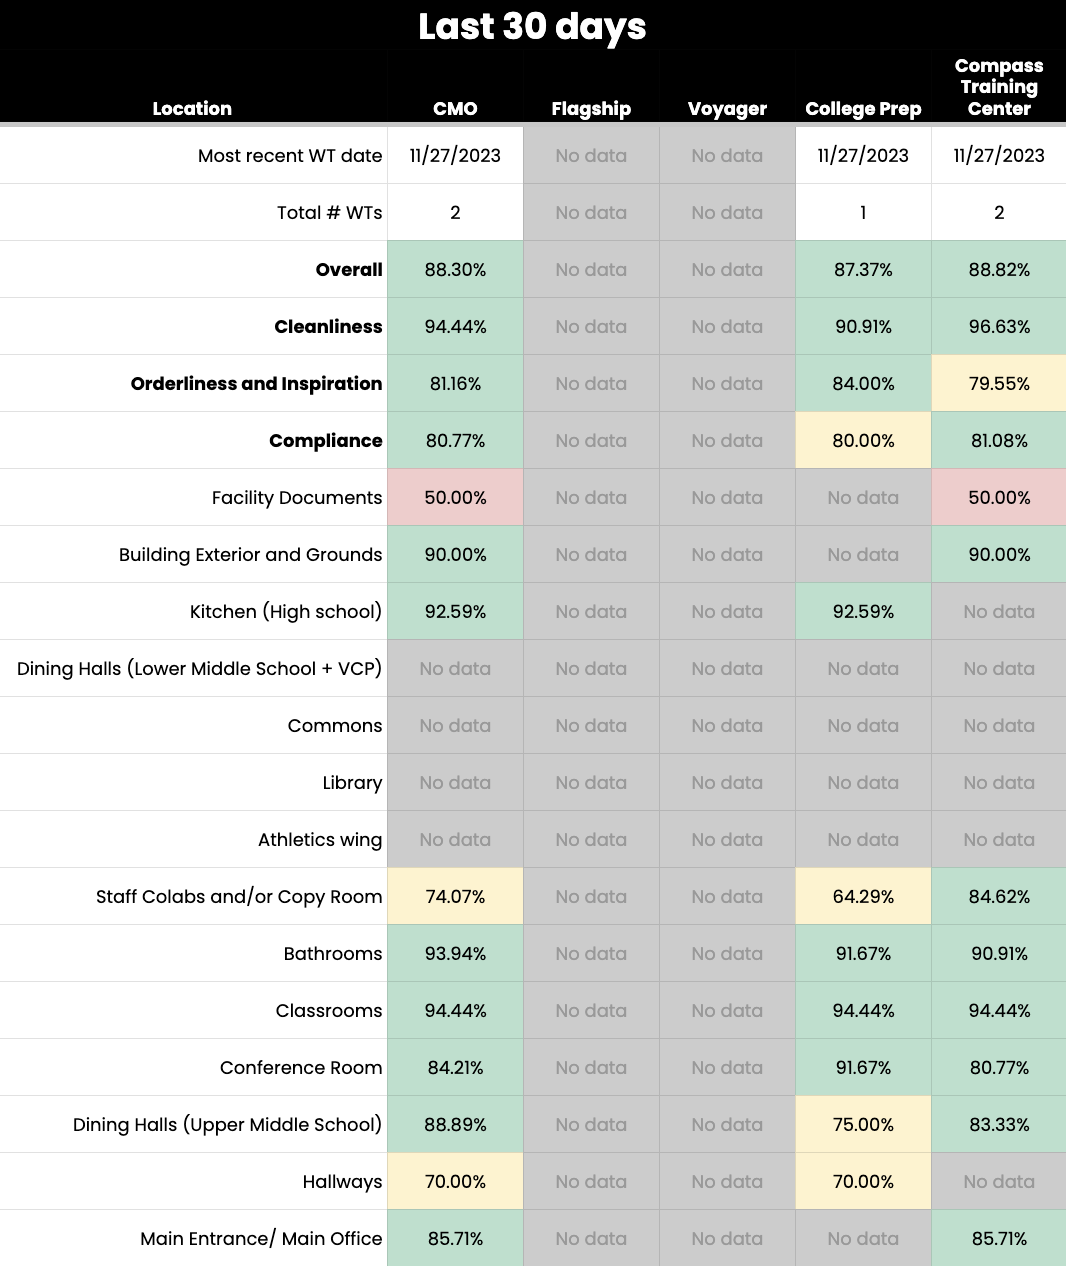 Last 30 days
Location CMO Flagship Voyager College Prep Compass Training Center
Most recent WT date 11/27/2023 No data No data 11/27/2023 11/27/2023
Total # WTs 2 No data No data 1 2
Overall 88.30% No data No data 87.37% 88.82%
Cleanliness 94.44% No data No data 90.91% 96.63%
Orderliness and Inspiration 81.16% No data No data 84.00% 79.55%
Compliance 80.77% No data No data 80.00% 81.08%
Facility Documents 50.00% No data No data No data 50.00%
Building Exterior and Grounds 90.00% No data No data No data 90.00%
Kitchen (High school) 92.59% No data No data 92.59% No data
Dining Halls (Lower Middle School + VCP) No data No data No data No data No data
Commons No data No data No data No data No data
Library No data No data No data No data No data
Athletics wing No data No data No data No data No data
Staff Colabs and/or Copy Room 74.07% No data No data 64.29% 84.62%
Bathrooms 93.94% No data No data 91.67% 90.91%
Classrooms 94.44% No data No data 94.44% 94.44%
Conference Room 84.21% No data No data 91.67% 80.77%
Dining Halls (Upper Middle School) 88.89% No data No data 75.00% 83.33%
Hallways 70.00% No data No data 70.00% No data
Main Entrance/ Main Office 85.71% No data No data No data 85.71%